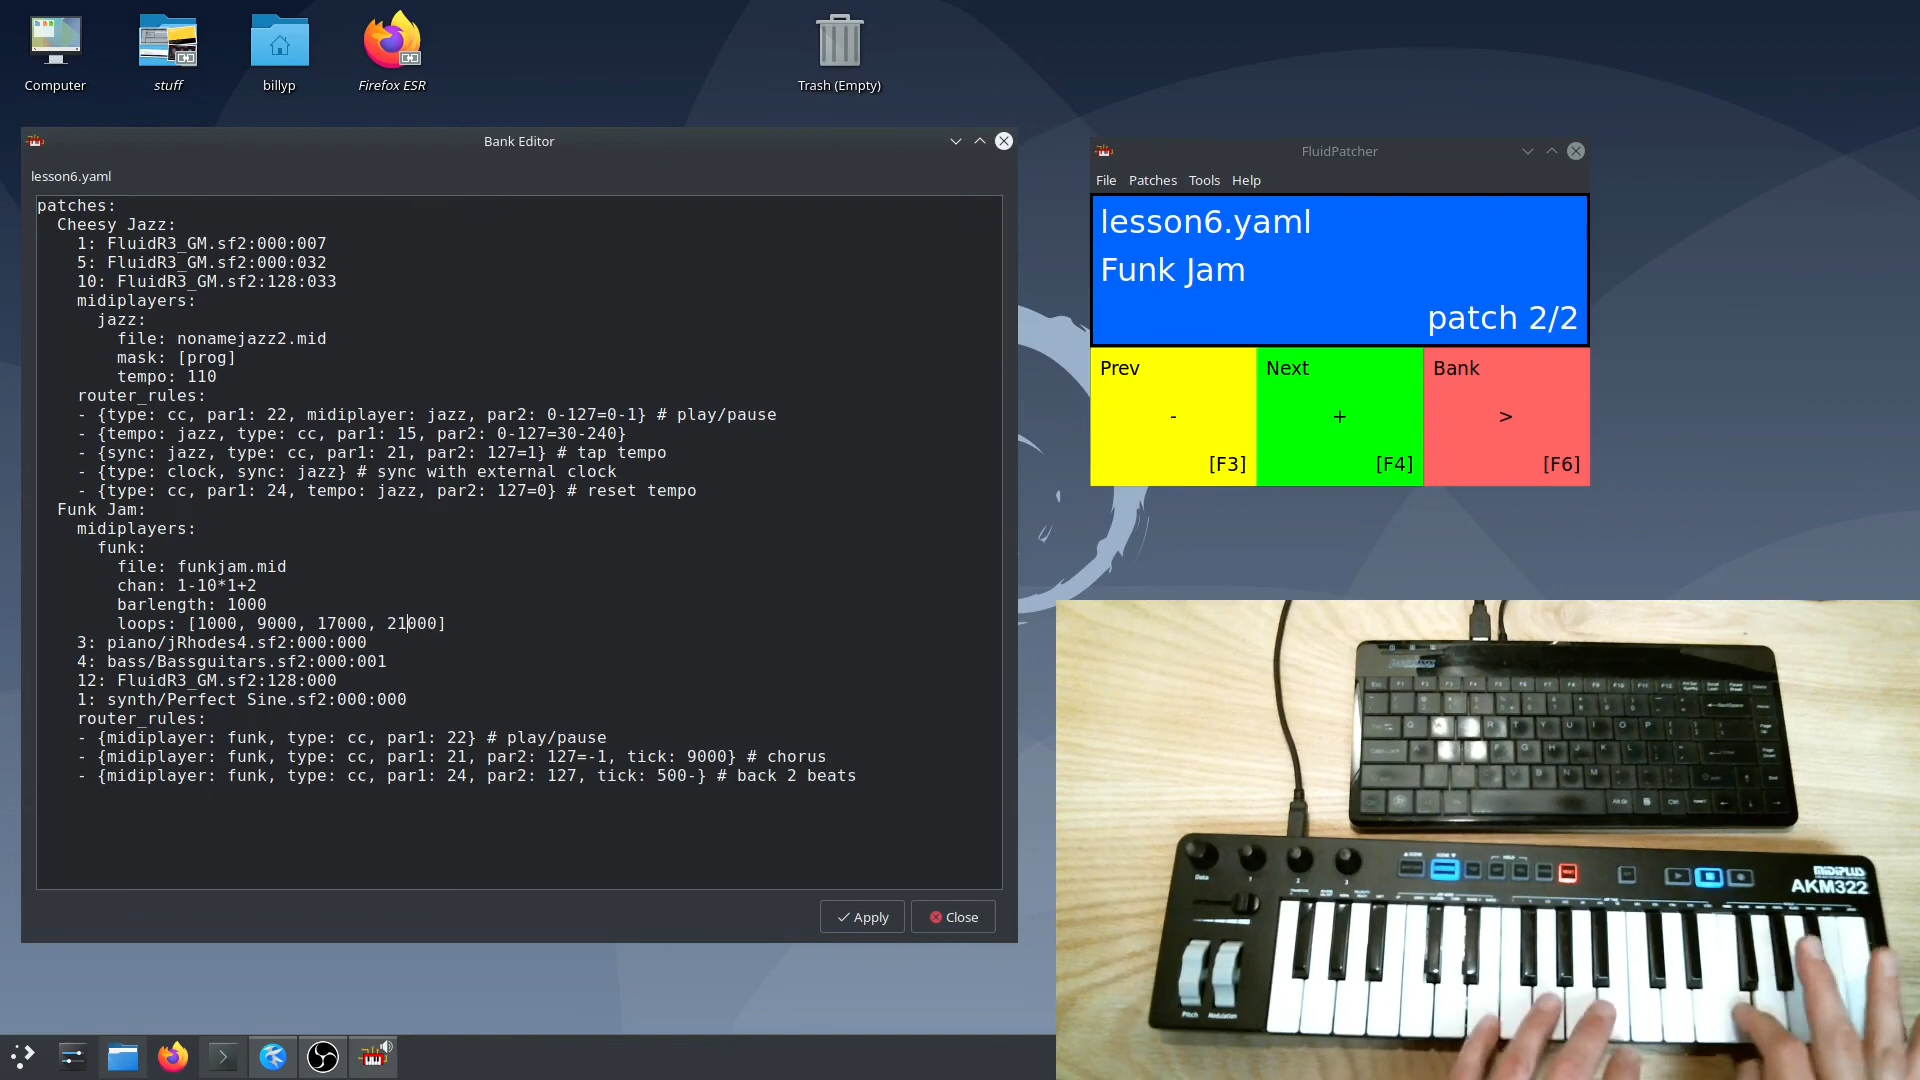 Computer
stuff
billyp
Firefox ESR
Trash (Empty)
Bank Editor
lesson6.yaml
patches:
Cheesy Jazz:
1: FluidR3_GM.sf2:000:007
5: FluidR3_GM.sf2:000:032
10: FluidR3_GM.sf2:128:033
midiplayers:
jazz:
file: nonamejazz2.mid
mask: [prog]
tempo: 110
router_rules:
- {type: cc, par1: 22, midiplayer: jazz, par2: 0-127=0-1} # play/pause
- {tempo: jazz, type: cc, par1: 15, par2: 0-127=30-240}
- {sync: jazz, type: cc, par1: 21, par2: 127=1} # tap tempo
- {type: clock, sync: jazz} # sync with external clock
- {type: cc, par1: 24, tempo: jazz, par2: 127=0} # reset tempo
Funk Jam:
midiplayers:
funk:
file: funkjam.mid
chan: 1-10*1+2
barlength: 1000
loops: [1000, 9000, 17000, 21000]
3: piano/jRhodes4.sf2:000:000
4: bass/Bassguitars.sf2:000:001
12: FluidR3_GM.sf2:128:000
1: synth/Perfect Sine.sf2:000:000
router_rules:
- {midiplayer: funk, type: cc, par1: 22} # play/pause
- {midiplayer: funk, type: cc, par1: 21, par2: 127=-1, tick: 9000} # chorus
- {midiplayer: funk, type: cc, par1: 24, par2: 127, tick: 500-} # back 2 beats
Apply
Close
FluidPatcher
File Patches Tools Help
lesson6.yaml
Funk Jam
patch 2/2
Prev Next Bank
- + >
[F3] [F4] [F6]
MIDIPLUS
AKM322
Data 1 2 3
Pitch Modulation